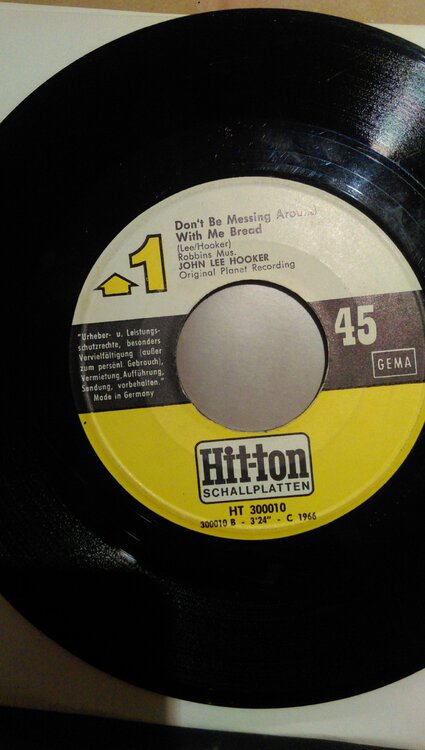 Don't Be Messing Around
With Me Bread
(Lee/Hooker)
Robbins Mus.
JOHN LEE HOOKER
Original Planet Recording
1
45
GEMA
"Urheber- u. Leistungs-
schutzrechte, besonders
Vervielfältigung (außer
zum persönl. Gebrauch),
Vermietung, Aufführung,
Sendung, vorbehalten."
Made in Germany
Hit-ton
SCHALLPLATTEN
HT 300010
300010 B - 3'24" - C 1966